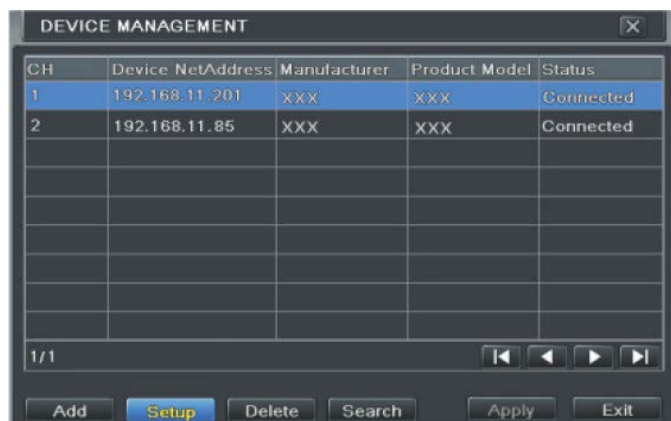 DEVICE MANAGEMENT
CH Device NetAddress Manufacturer Product Model Status
1 192.168.11.201 XXX XXX Connected
2 192.168.11.85 XXX XXX Connected
1/1
Add Setup Delete Search Apply Exit